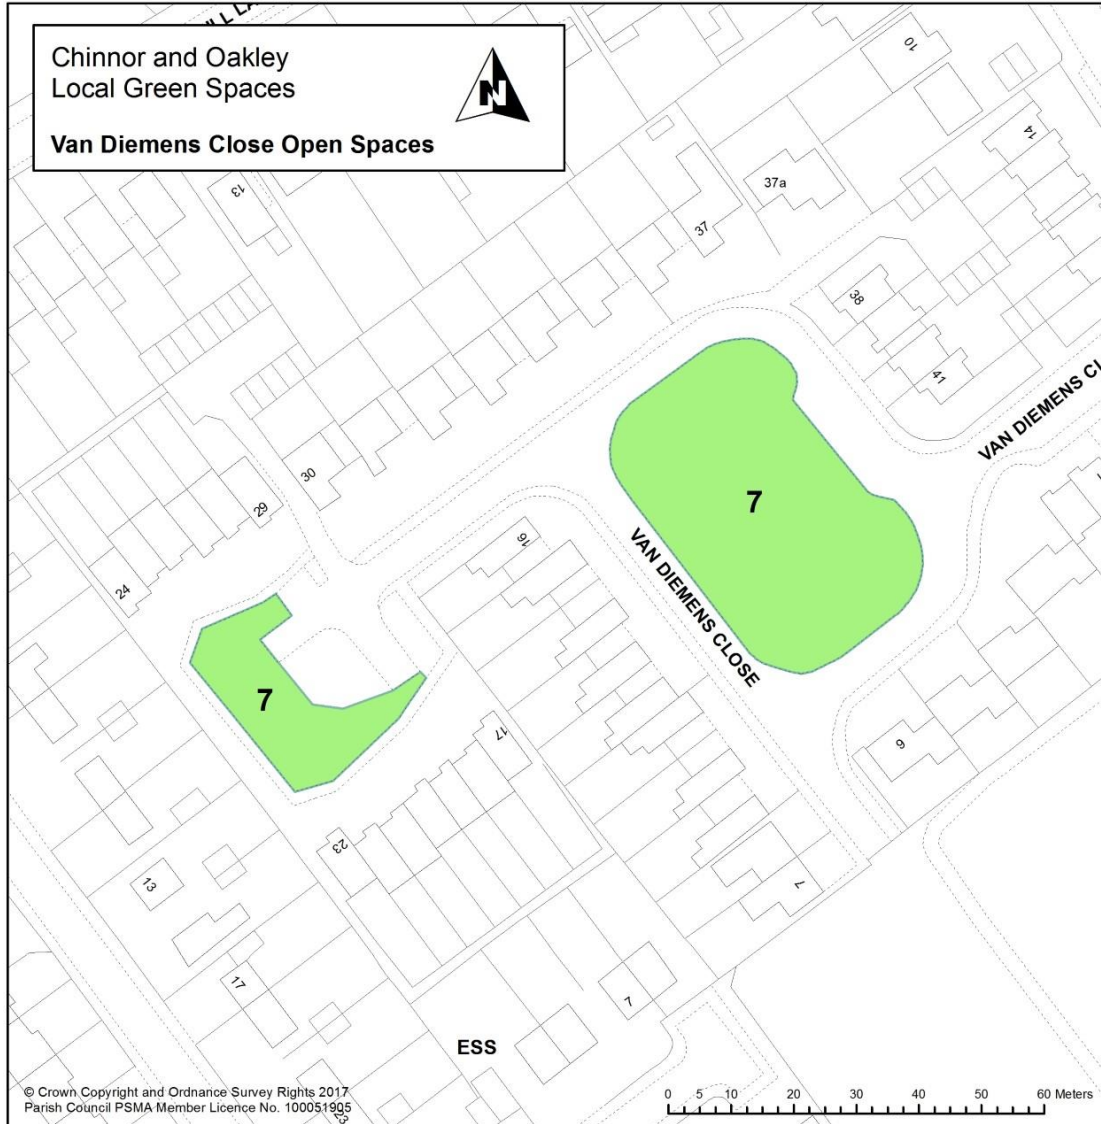 Chinnor and Oakley
Local Green Spaces
Van Diemens Close Open Spaces
N
10
14
13
37a
37
38
41
VAN DIEMENS CL
30
29
7
16
24
VAN DIEMENS CLOSE
7
17
6
23
13
7
17
7
ESS
© Crown Copyright and Ordnance Survey Rights 2017
Parish Council PSMA Member Licence No. 100051905
23
0 5 10 20 30 40 50 60 Meters